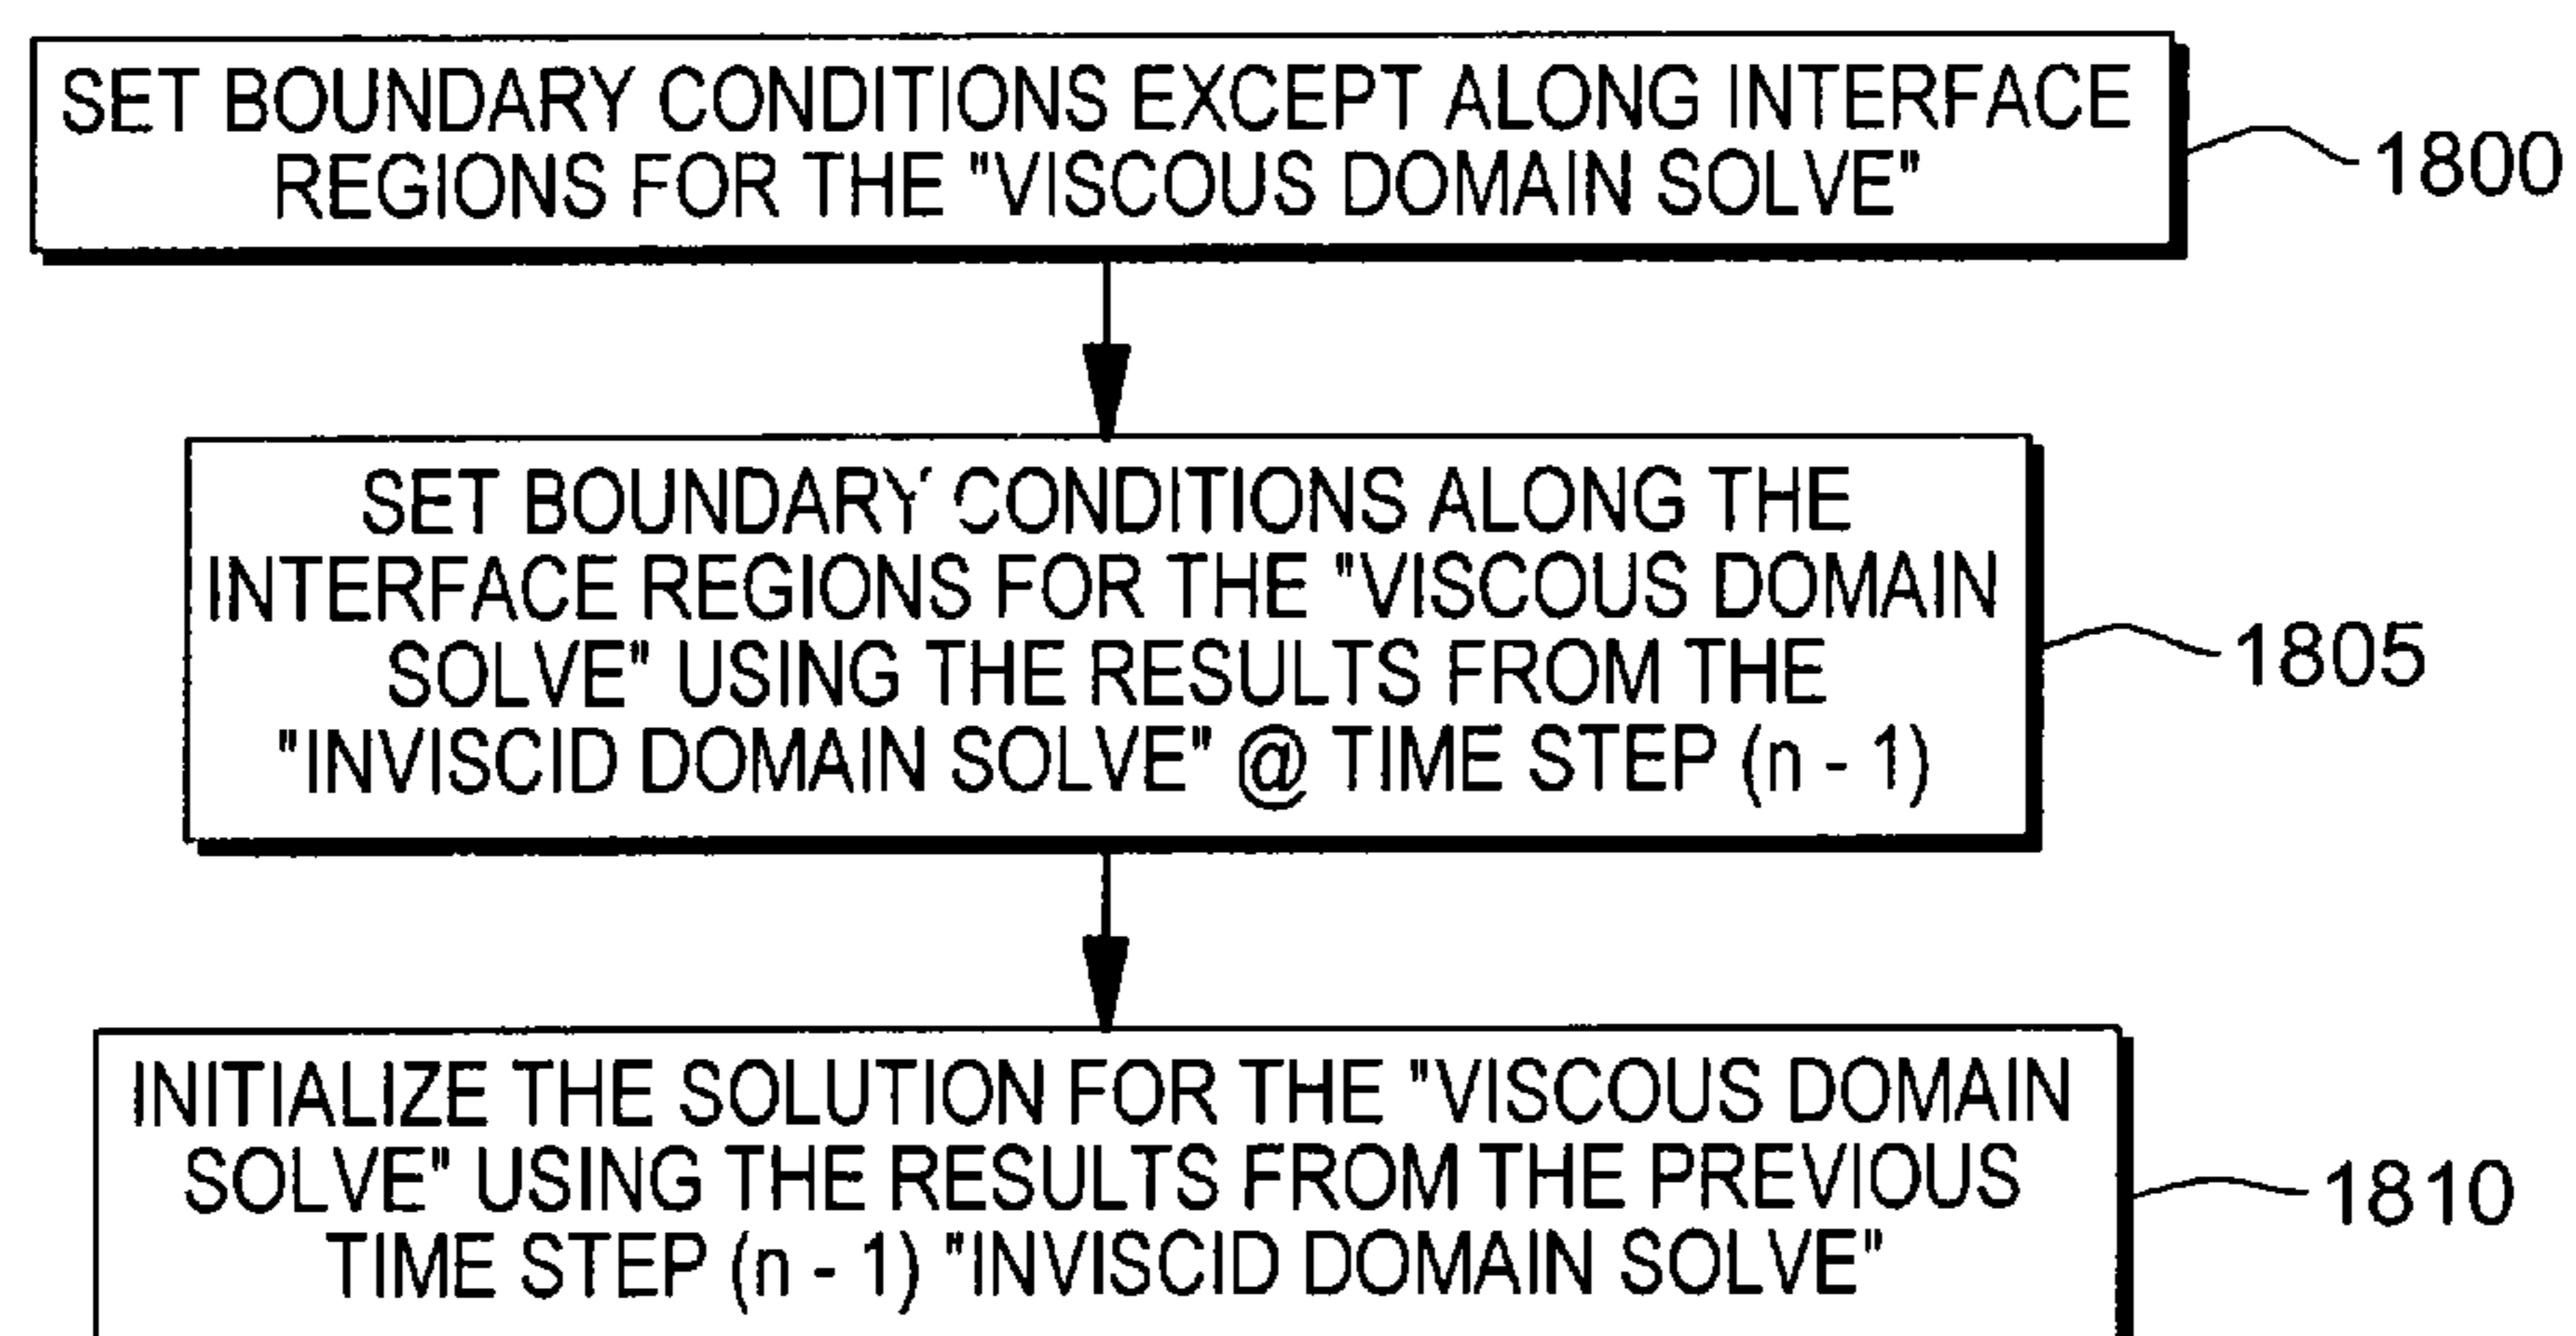 SET BOUNDARY CONDITIONS EXCEPT ALONG INTERFACE
REGIONS FOR THE "VISCOUS DOMAIN SOLVE"
1800
SET BOUNDARY CONDITIONS ALONG THE
INTERFACE REGIONS FOR THE "VISCOUS DOMAIN
SOLVE" USING THE RESULTS FROM THE
"INVISCID DOMAIN SOLVE" @ TIME STEP (n - 1)
1805
INITIALIZE THE SOLUTION FOR THE "VISCOUS DOMAIN
SOLVE" USING THE RESULTS FROM THE PREVIOUS
TIME STEP (n - 1) "INVISCID DOMAIN SOLVE"
1810